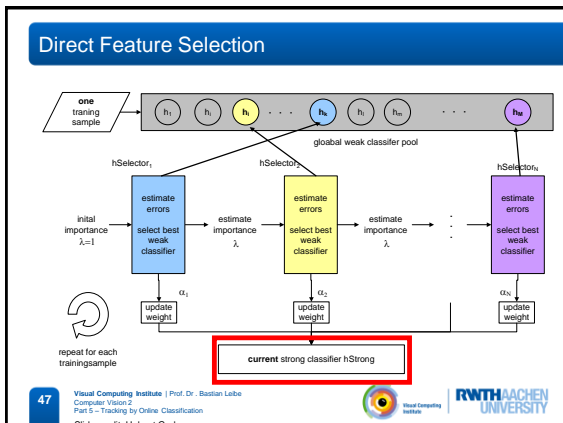 Direct Feature Selection
one
traning
sample
h1 hi hi · · · hk hl hm · · · hM
gloabal weak classifer pool
hSelector1
hSelector2
hSelectorN
inital
importance
λ=1
estimate
errors
select best
weak
classifier
estimate
importance
λ
estimate
errors
select best
weak
classifier
estimate
importance
λ
.
.
.
estimate
errors
select best
weak
classifier
α1
α2
αN
update
weight
update
weight
update
weight
repeat for each
trainingsample
current strong classifier hStrong
47
Visual Computing Institute | Prof. Dr . Bastian Leibe
Computer Vision 2
Part 5 – Tracking by Online Classification
Visual Computing
Institute
RWTHAACHEN
UNIVERSITY